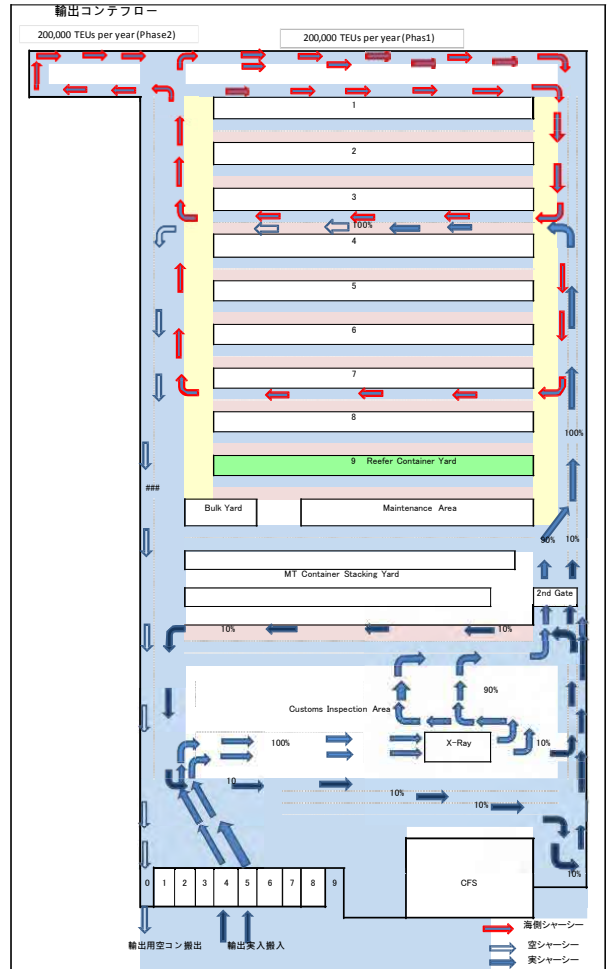 輸出コンテフロー
200,000 TEUs per year (Phase2)
200,000 TEUs per year (Phas1)
1
2
3
100%
4
5
6
7
8
100%
9 Reefer Container Yard
###
Bulk Yard
Maintenance Area
90%
10%
MT Container Stacking Yard
2nd Gate
10%
10%
90%
Customs Inspection Area
100%
X-Ray
10%
10
10%
10%
0 1 2 3 4 5 6 7 8 9
CFS
10%
輸出用空コン搬出
輸出実入搬入
海側シャーシー
空シャーシー
実シャーシー